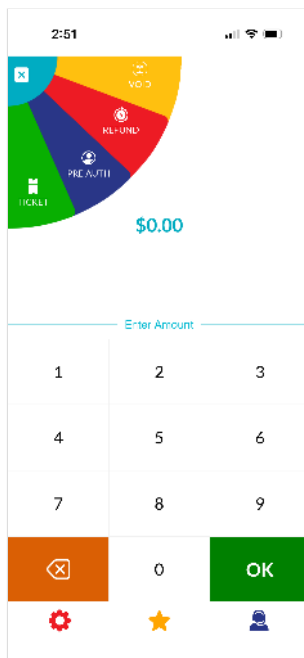 2:51
VOID
REFUND
PRE AUTH
TICKET
$0.00
Enter Amount
1 2 3
4 5 6
7 8 9
0 OK